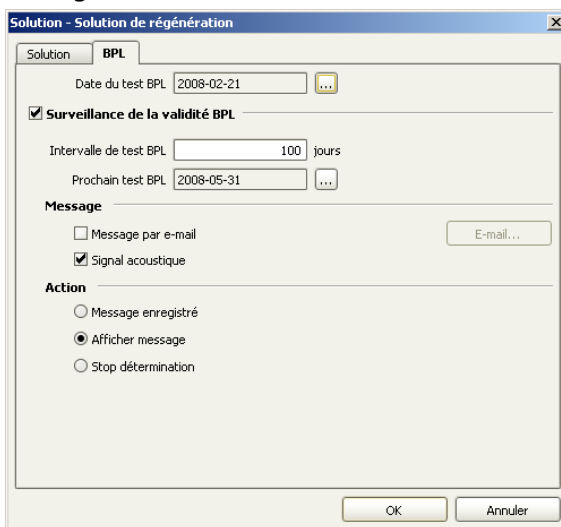 Solution - Solution de régénération
Solution BPL
Date du test BPL 2008-02-21 ...
Surveillance de la validité BPL
Intervalle de test BPL 100 jours
Prochain test BPL 2008-05-31 ...
Message
Message par e-mail E-mail...
Signal acoustique
Action
Message enregistré
Afficher message
Stop détermination
OK Annuler